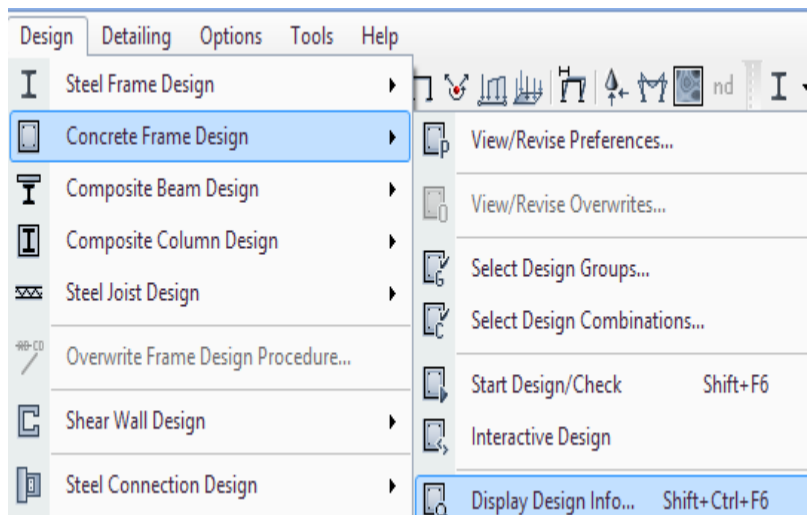 Design Detailing Options Tools Help
Steel Frame Design
Concrete Frame Design
Composite Beam Design
Composite Column Design
Steel Joist Design
Overwrite Frame Design Procedure...
Shear Wall Design
Steel Connection Design
nd
View/Revise Preferences...
View/Revise Overwrites...
Select Design Groups...
Select Design Combinations...
Start Design/Check Shift+F6
Interactive Design
Display Design Info... Shift+Ctrl+F6